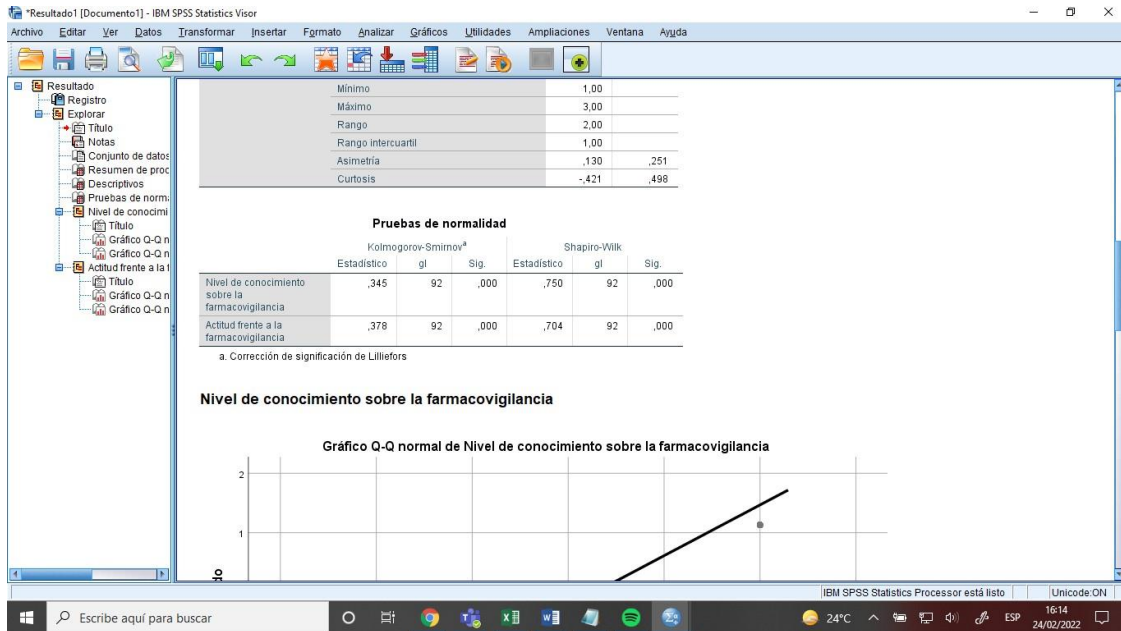 *Resultado1 [Documento1] - IBM SPSS Statistics Visor
Archivo Editar Ver Datos Transformar Insertar Formato Analizar Gráficos Utilidades Ampliaciones Ventana Ayuda
Resultado
Registro
Explorar
Título
Notas
Conjunto de datos
Resumen de proc
Descriptivos
Pruebas de norma
Nivel de conocimi
Título
Gráfico Q-Q n
Gráfico Q-Q n
Actitud frente a la f
Título
Gráfico Q-Q n
Gráfico Q-Q n
Mínimo 1,00
Máximo 3,00
Rango 2,00
Rango intercuartil 1,00
Asimetría ,130 ,251
Curtosis -,421 ,498
Pruebas de normalidad
Kolmogorov-Smirnovª Shapiro-Wilk
Estadístico gl Sig. Estadístico gl Sig.
Nivel de conocimiento ,345 92 ,000 ,750 92 ,000
sobre la
farmacovigilancia
Actitud frente a la ,378 92 ,000 ,704 92 ,000
farmacovigilancia
a. Corrección de significación de Lilliefors
Nivel de conocimiento sobre la farmacovigilancia
Gráfico Q-Q normal de Nivel de conocimiento sobre la farmacovigilancia
2
1
do
IBM SPSS Statistics Processor está listo Unicode:ON
Escribe aquí para buscar
24°C ESP 16:14
24/02/2022